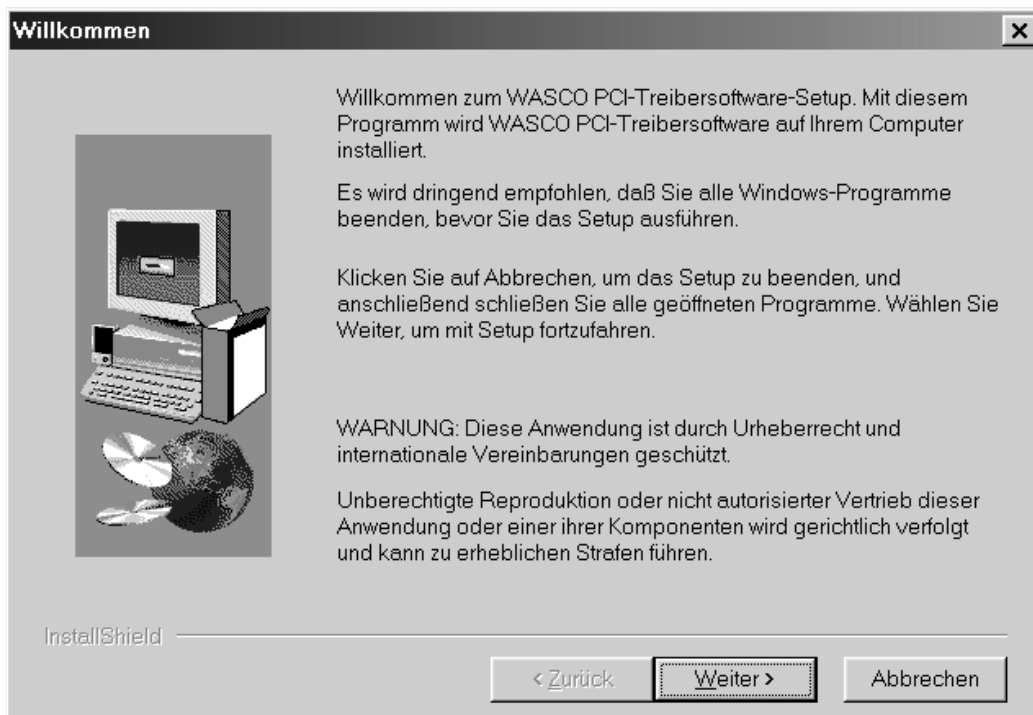 Willkommen
Willkommen zum WASCO PCI-Treibersoftware-Setup. Mit diesem
Programm wird WASCO PCI-Treibersoftware auf Ihrem Computer
installiert.
Es wird dringend empfohlen, daß Sie alle Windows-Programme
beenden, bevor Sie das Setup ausführen.
Klicken Sie auf Abbrechen, um das Setup zu beenden, und
anschließend schließen Sie alle geöffneten Programme. Wählen Sie
Weiter, um mit Setup fortzufahren.
WARNUNG: Diese Anwendung ist durch Urheberrecht und
internationale Vereinbarungen geschützt.
Unberechtigte Reproduktion oder nicht autorisierter Vertrieb dieser
Anwendung oder einer ihrer Komponenten wird gerichtlich verfolgt
und kann zu erheblichen Strafen führen.
InstallShield
< Zurück
Weiter >
Abbrechen